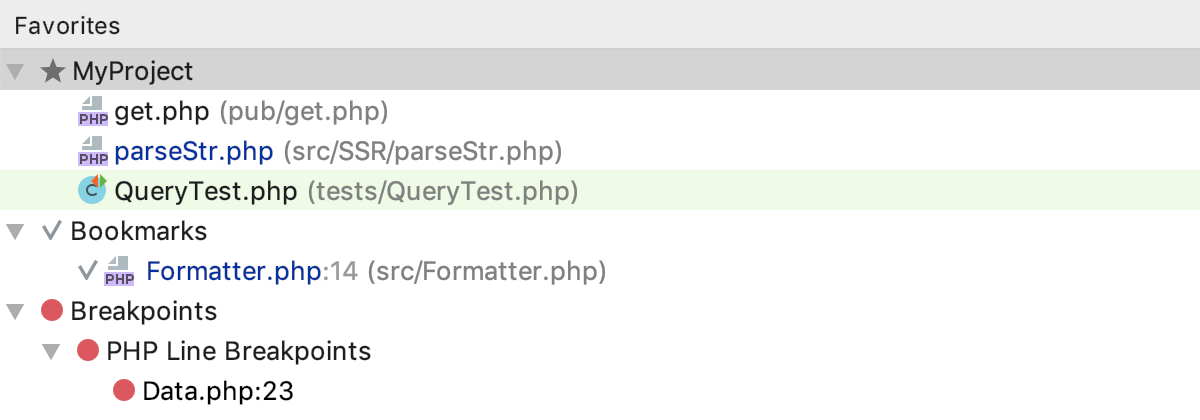 Favorites
MyProject
PHP get.php (pub/get.php)
PHP parseStr.php (src/SSR/parseStr.php)
C QueryTest.php (tests/QueryTest.php)
Bookmarks
PHP Formatter.php:14 (src/Formatter.php)
Breakpoints
PHP Line Breakpoints
Data.php:23